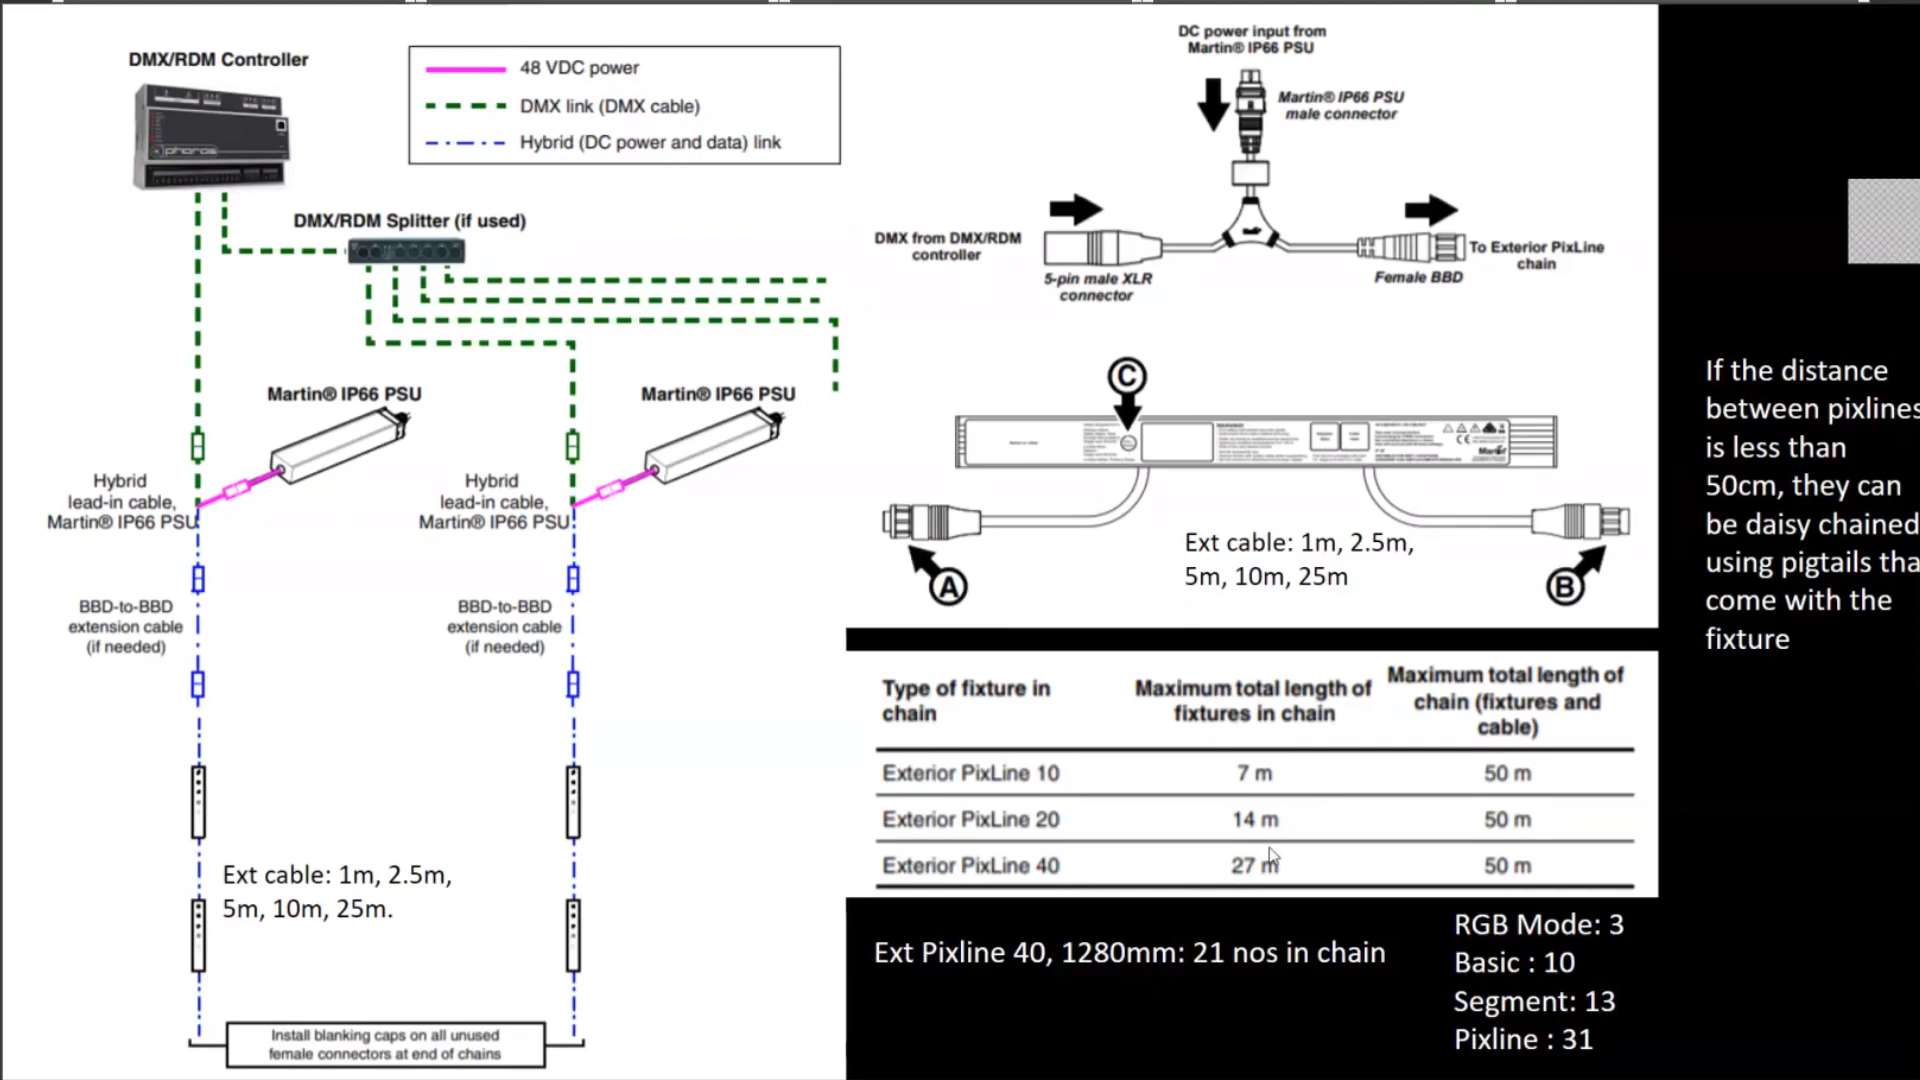 DMX/RDM Controller
48 VDC power
DMX link (DMX cable)
Hybrid (DC power and data) link
pharos
DMX/RDM Splitter (if used)
Martin® IP66 PSU
Martin® IP66 PSU
Hybrid
lead-in cable,
Martin® IP66 PSU
Hybrid
lead-in cable,
Martin® IP66 PSU
BBD-to-BBD
extension cable
(if needed)
BBD-to-BBD
extension cable
(if needed)
Ext cable: 1m, 2.5m,
5m, 10m, 25m.
Install blanking caps on all unused
female connectors at end of chains
DC power input from
Martin® IP66 PSU
Martin® IP66 PSU
male connector
DMX from DMX/RDM
controller
5-pin male XLR
connector
To Exterior PixLine
chain
Female BBD
C
Martin
Ext cable: 1m, 2.5m,
5m, 10m, 25m
A
B
Type of fixture in
chain
Maximum total length of
fixtures in chain
Maximum total length of
chain (fixtures and
cable)
Exterior PixLine 10 7 m 50 m
Exterior PixLine 20 14 m 50 m
Exterior PixLine 40 27 m 50 m
Ext Pixline 40, 1280mm: 21 nos in chain
RGB Mode: 3
Basic : 10
Segment: 13
Pixline : 31
If the distance
between pixlines
is less than
50cm, they can
be daisy chained
using pigtails tha
come with the
fixture